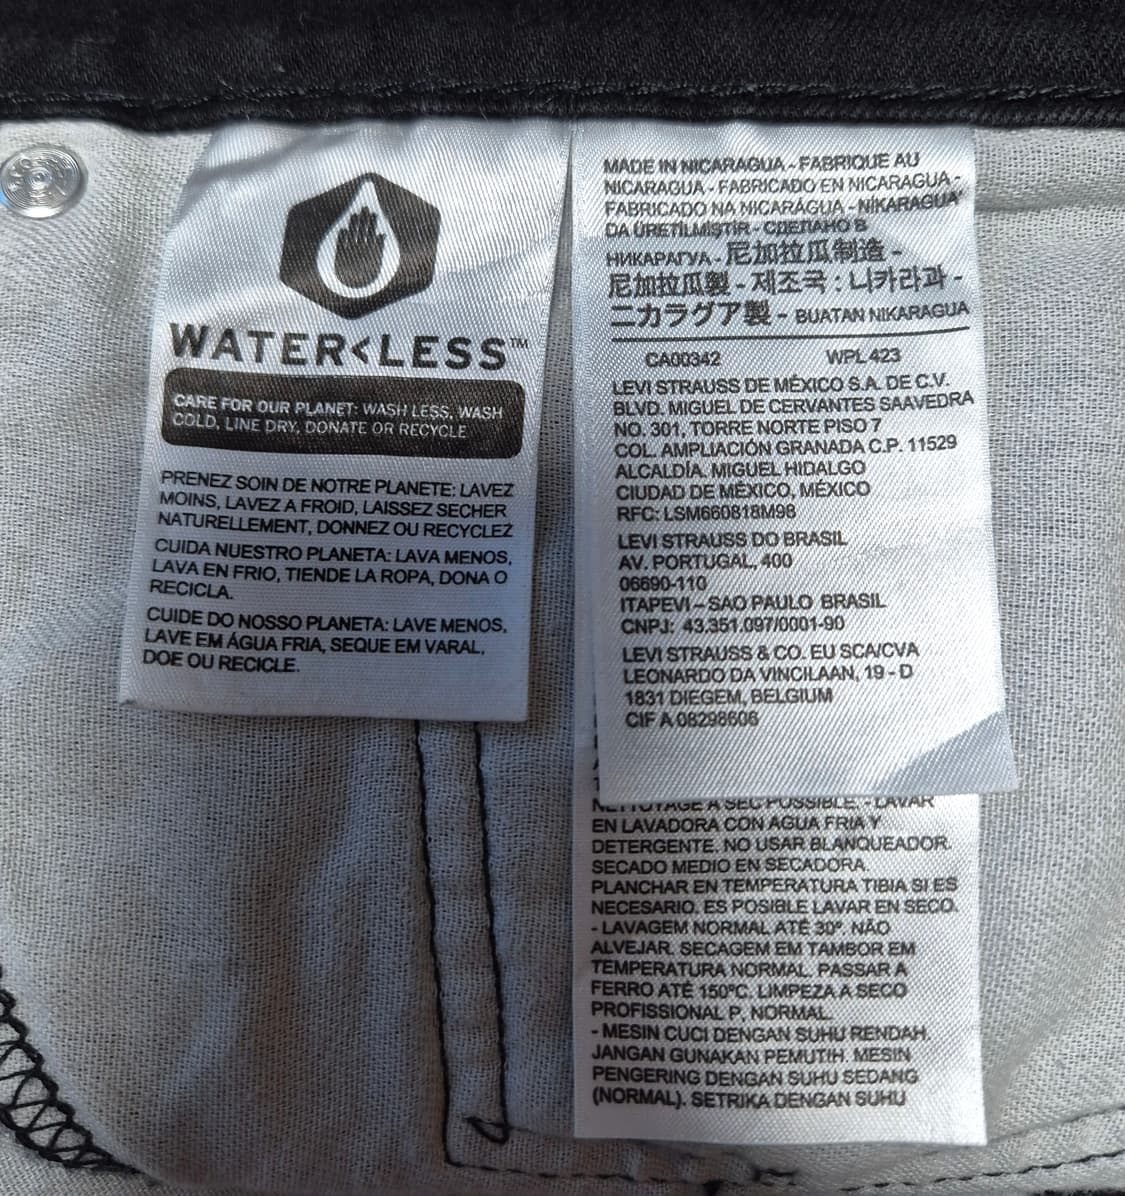 WATER<LESS™
CARE FOR OUR PLANET: WASH LESS, WASH
COLD, LINE DRY, DONATE OR RECYCLE
PRENEZ SOIN DE NOTRE PLANETE: LAVEZ
MOINS, LAVEZ A FROID, LAISSEZ SECHER
NATURELLEMENT, DONNEZ OU RECYCLEZ
CUIDA NUESTRO PLANETA: LAVA MENOS,
LAVA EN FRIO, TIENDE LA ROPA, DONA O
RECICLA.
CUIDE DO NOSSO PLANETA: LAVE MENOS,
LAVE EM ÁGUA FRIA, SEQUE EM VARAL,
DOE OU RECICLE.
MADE IN NICARAGUA - FABRIQUE AU
NICARAGUA - FABRICADO EN NICARAGUA -
FABRICADO NA NICARÁGUA - NİKARAGUA'
DA ÜRETİLMİŞTİR - СДЕЛАНО В
НИКАРАГУА - 尼加拉瓜制造 -
尼加拉瓜製 - 제조국 : 니카라과 -
ニカラグア製 - BUATAN NIKARAGUA
CA00342 WPL 423
LEVI STRAUSS DE MÉXICO S.A. DE C.V.
BLVD. MIGUEL DE CERVANTES SAAVEDRA
NO. 301, TORRE NORTE PISO 7
COL. AMPLIACIÓN GRANADA C.P. 11529
ALCALDÍA. MIGUEL HIDALGO
CIUDAD DE MÉXICO, MÉXICO
RFC: LSM660818M98
LEVI STRAUSS DO BRASIL
AV. PORTUGAL, 400
06690-110
ITAPEVI – SAO PAULO BRASIL
CNPJ: 43.351.097/0001-90
LEVI STRAUSS & CO. EU SCA/CVA
LEONARDO DA VINCILAAN, 19 - D
1831 DIEGEM, BELGIUM
CIF A 08298606
NETTOYAGE A SEC POSSIBLE. - LAVAR
EN LAVADORA CON AGUA FRIA Y
DETERGENTE. NO USAR BLANQUEADOR.
SECADO MEDIO EN SECADORA.
PLANCHAR EN TEMPERATURA TIBIA SI ES
NECESARIO. ES POSIBLE LAVAR EN SECO.
- LAVAGEM NORMAL ATÉ 30º. NÃO
ALVEJAR. SECAGEM EM TAMBOR EM
TEMPERATURA NORMAL. PASSAR A
FERRO ATÉ 150ºC. LIMPEZA A SECO
PROFISSIONAL P, NORMAL.
- MESIN CUCI DENGAN SUHU RENDAH.
JANGAN GUNAKAN PEMUTIH. MESIN
PENGERING DENGAN SUHU SEDANG
(NORMAL). SETRIKA DENGAN SUHU